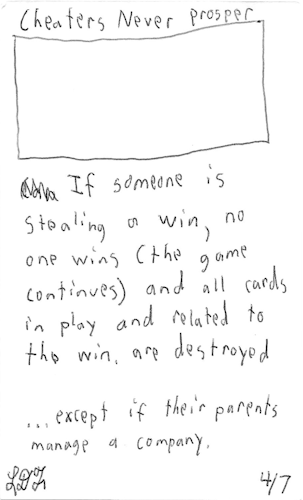 Cheaters Never prosper
If someone is
stealing a win, no
one wins (the game
continues) and all cards
in play and related to
the win, are destroyed
...except if their parents
manage a company.
4/7